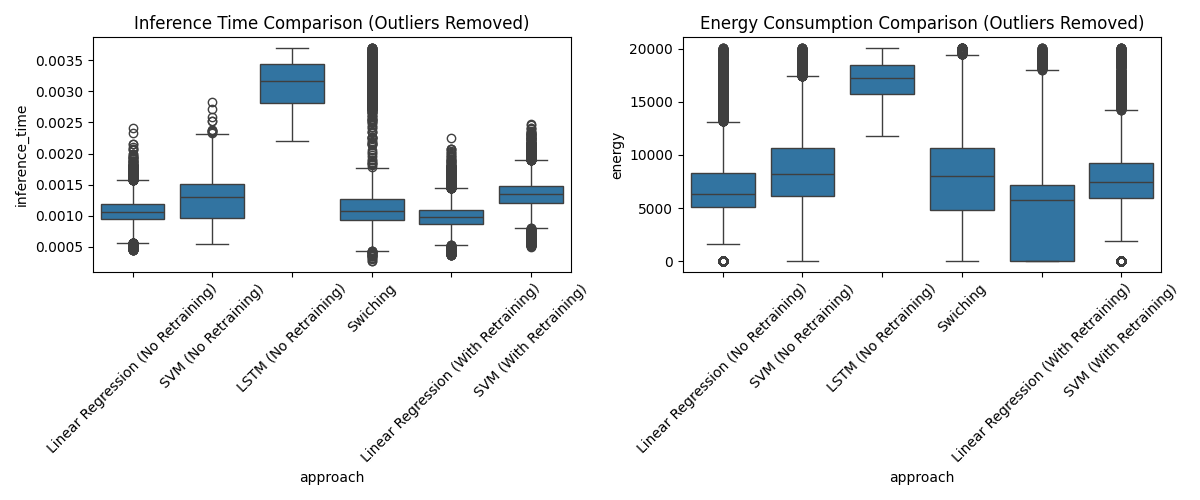 Inference Time Comparison (Outliers Removed)
inference_time
0.0035
0.0030
0.0025
0.0020
0.0015
0.0010
0.0005
Linear Regression (No Retraining)
SVM (No Retraining)
LSTM (No Retraining)
Swiching
Linear Regression (With Retraining)
SVM (With Retraining)
approach
Energy Consumption Comparison (Outliers Removed)
energy
20000
15000
10000
5000
0
Linear Regression (No Retraining)
SVM (No Retraining)
LSTM (No Retraining)
Swiching
Linear Regression (With Retraining)
SVM (With Retraining)
approach